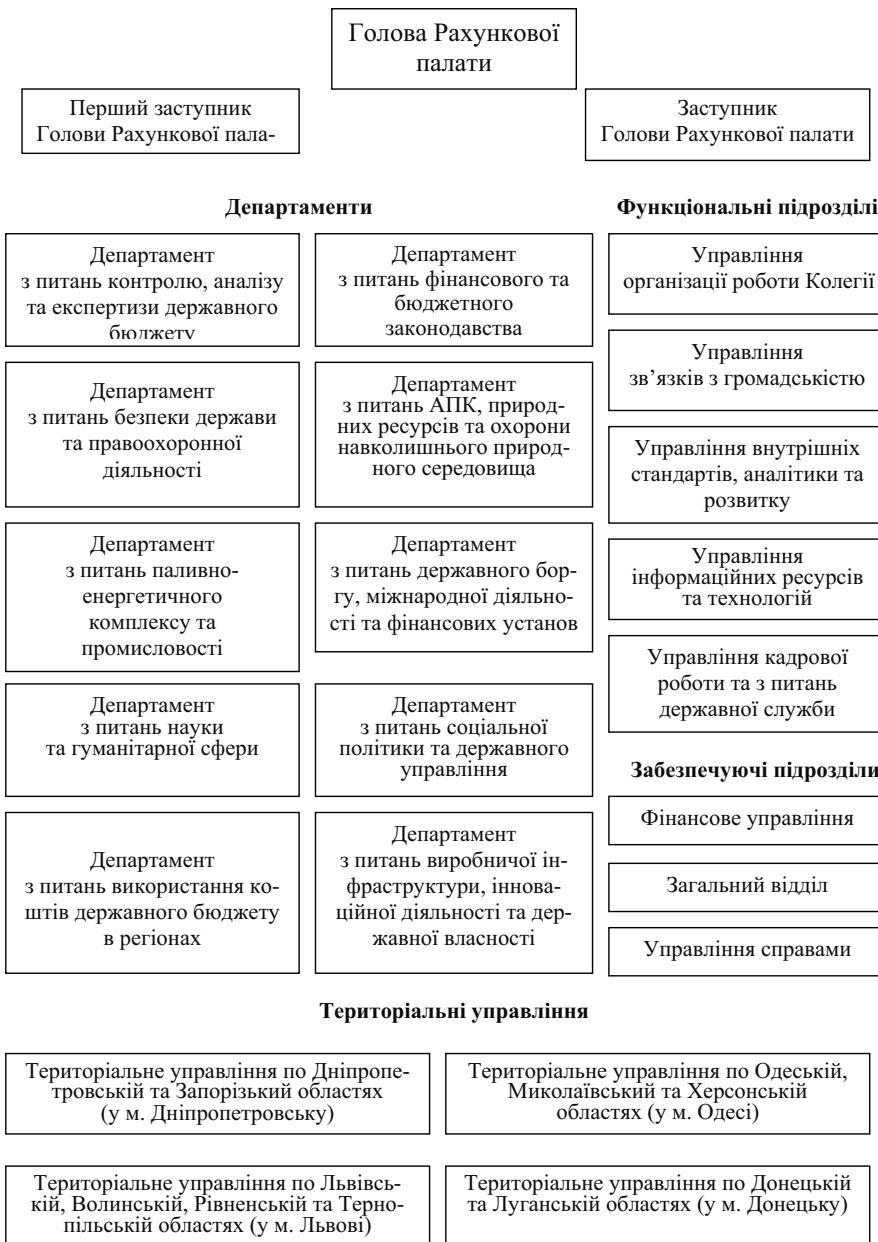 Голова Рахункової
палати
Перший заступник
Голови Рахункової пала-
Заступник
Голови Рахункової палати
Департаменти
Департамент
з питань контролю, аналізу
та експертизи державного
бюджету
Департамент
з питань фінансового та
бюджетного
законодавства
Департамент
з питань безпеки держави
та правоохоронної
діяльності
Департамент
з питань АПК, природ-
них ресурсів та охорони
навколишнього природ-
ного середовища
Департамент
з питань паливно-
енергетичного
комплексу та
промисловості
Департамент
з питань державного бор-
гу, міжнародної діяльно-
сті та фінансових установ
Департамент
з питань науки
та гуманітарної сфери
Департамент
з питань соціальної
політики та державного
управління
Департамент
з питань використання ко-
штів державного бюджету
в регіонах
Департамент
з питань виробничої ін-
фраструктури, іннова-
ційної діяльності та дер-
жавної власності
Функціональні підрозділі
Управління
організації роботи Колегії
Управління
зв’язків з громадськістю
Управління внутрішніх
стандартів, аналітики та
розвитку
Управління
інформаційних ресурсів
та технологій
Управління кадрової
роботи та з питань
державної служби
Забезпечуючі підрозділи
Фінансове управління
Загальний відділ
Управління справами
Територіальні управління
Територіальне управління по Дніпропе-
тровській та Запорізький областях
(у м. Дніпропетровську)
Територіальне управління по Одеській,
Миколаївський та Херсонській
областях (у м. Одесі)
Територіальне управління по Львівсь-
кій, Волинській, Рівненській та Терно-
пільській областях (у м. Львові)
Територіальне управління по Донецькій
та Луганській областях (у м. Донецьку)